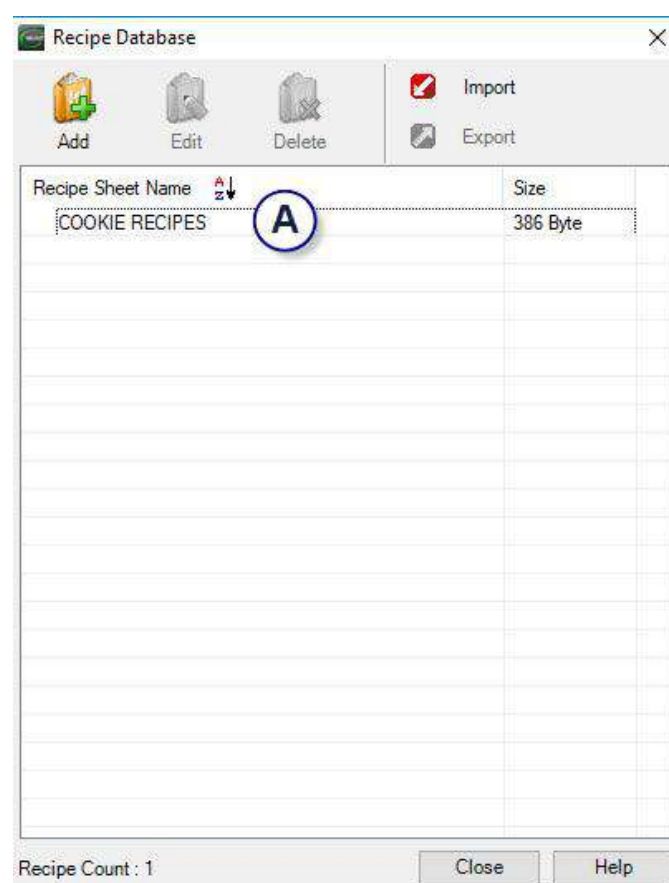 Recipe Database
Import
Add Edit Delete Export
Recipe Sheet Name Size
COOKIE RECIPES A 386 Byte
Recipe Count : 1 Close Help